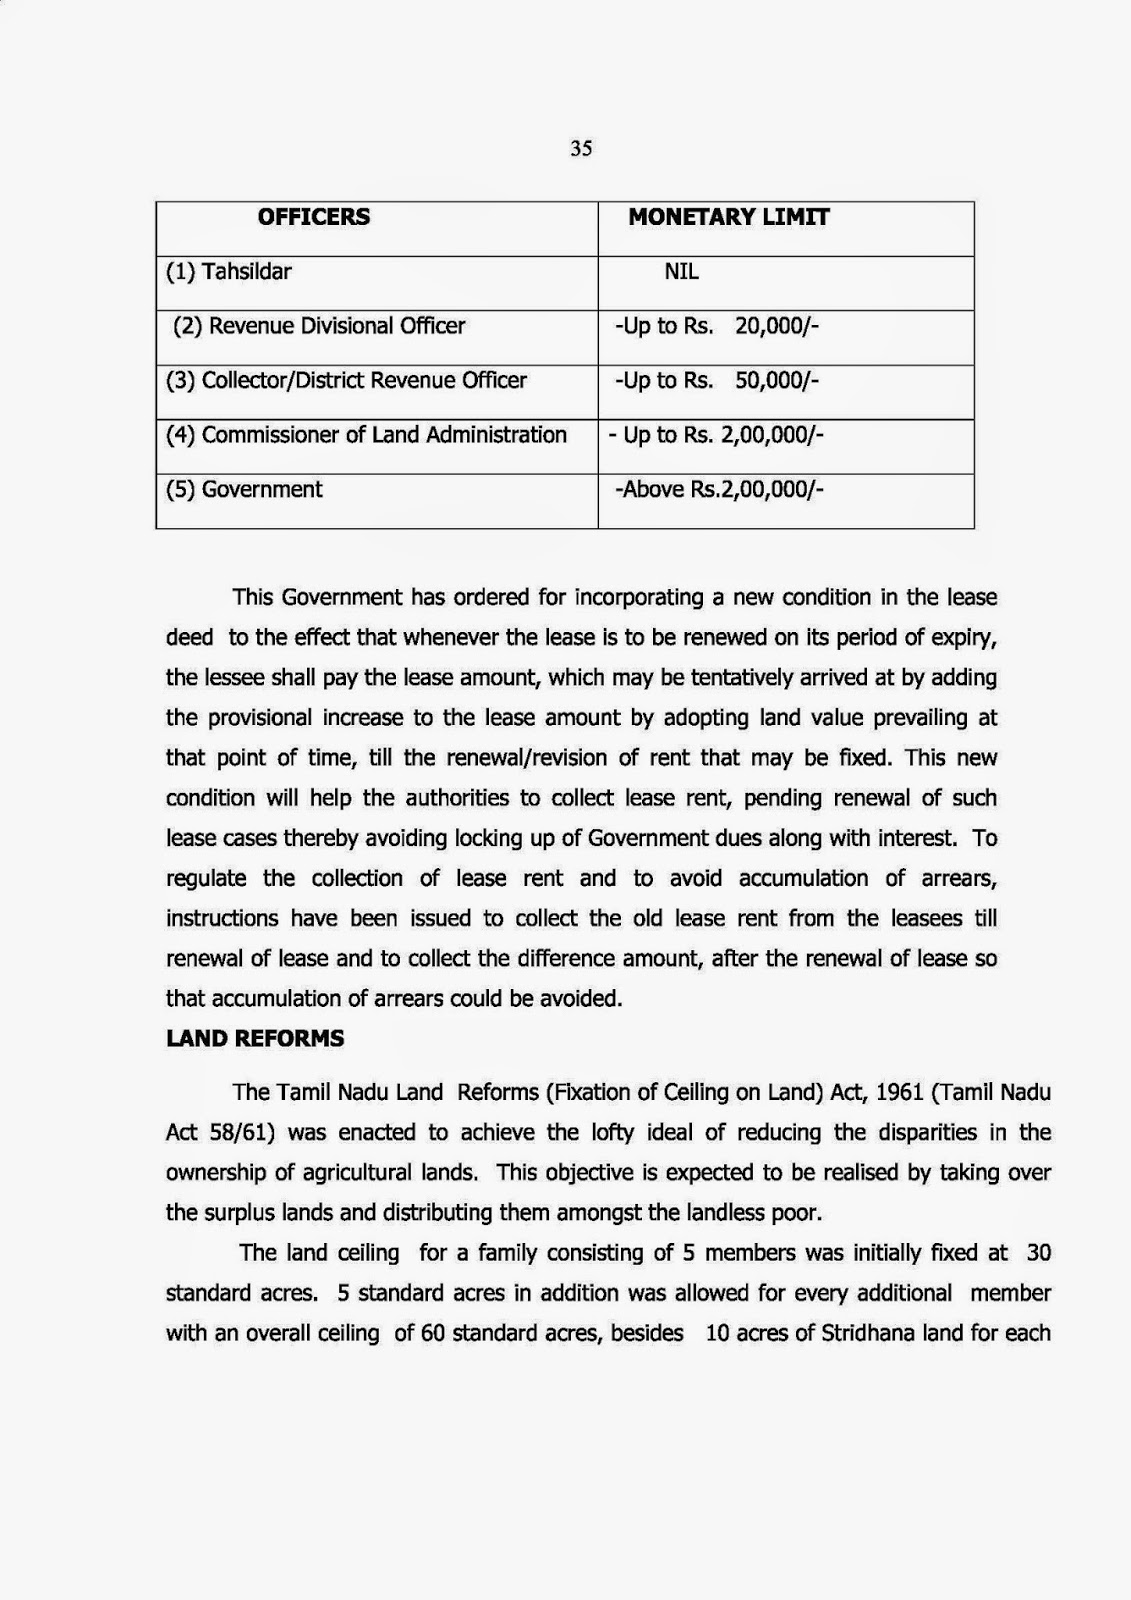 35
OFFICERS MONETARY LIMIT
(1) Tahsildar NIL
(2) Revenue Divisional Officer -Up to Rs. 20,000/-
(3) Collector/District Revenue Officer -Up to Rs. 50,000/-
(4) Commissioner of Land Administration - Up to Rs. 2,00,000/-
(5) Government -Above Rs.2,00,000/-
This Government has ordered for incorporating a new condition in the lease
deed to the effect that whenever the lease is to be renewed on its period of expiry,
the lessee shall pay the lease amount, which may be tentatively arrived at by adding
the provisional increase to the lease amount by adopting land value prevailing at
that point of time, till the renewal/revision of rent that may be fixed. This new
condition will help the authorities to collect lease rent, pending renewal of such
lease cases thereby avoiding locking up of Government dues along with interest. To
regulate the collection of lease rent and to avoid accumulation of arrears,
instructions have been issued to collect the old lease rent from the leasees till
renewal of lease and to collect the difference amount, after the renewal of lease so
that accumulation of arrears could be avoided.
LAND REFORMS
The Tamil Nadu Land Reforms (Fixation of Ceiling on Land) Act, 1961 (Tamil Nadu
Act 58/61) was enacted to achieve the lofty ideal of reducing the disparities in the
ownership of agricultural lands. This objective is expected to be realised by taking over
the surplus lands and distributing them amongst the landless poor.
The land ceiling for a family consisting of 5 members was initially fixed at 30
standard acres. 5 standard acres in addition was allowed for every additional member
with an overall ceiling of 60 standard acres, besides 10 acres of Stridhana land for each